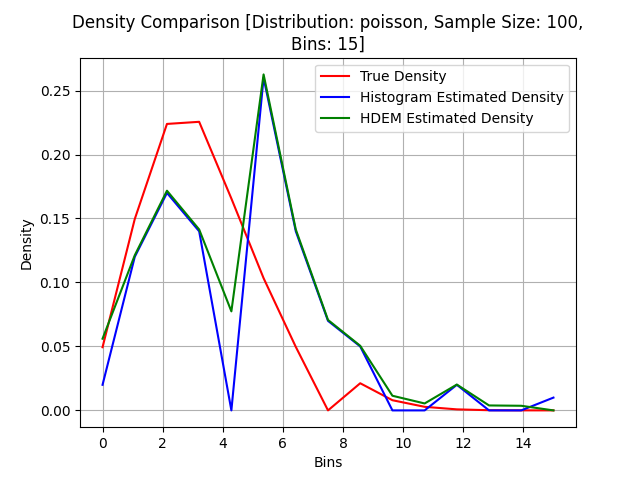 Density Comparison [Distribution: poisson, Sample Size: 100,
Bins: 15]
True Density
Histogram Estimated Density
HDEM Estimated Density
Density
0.25
0.20
0.15
0.10
0.05
0.00
0 2 4 6 8 10 12 14
Bins